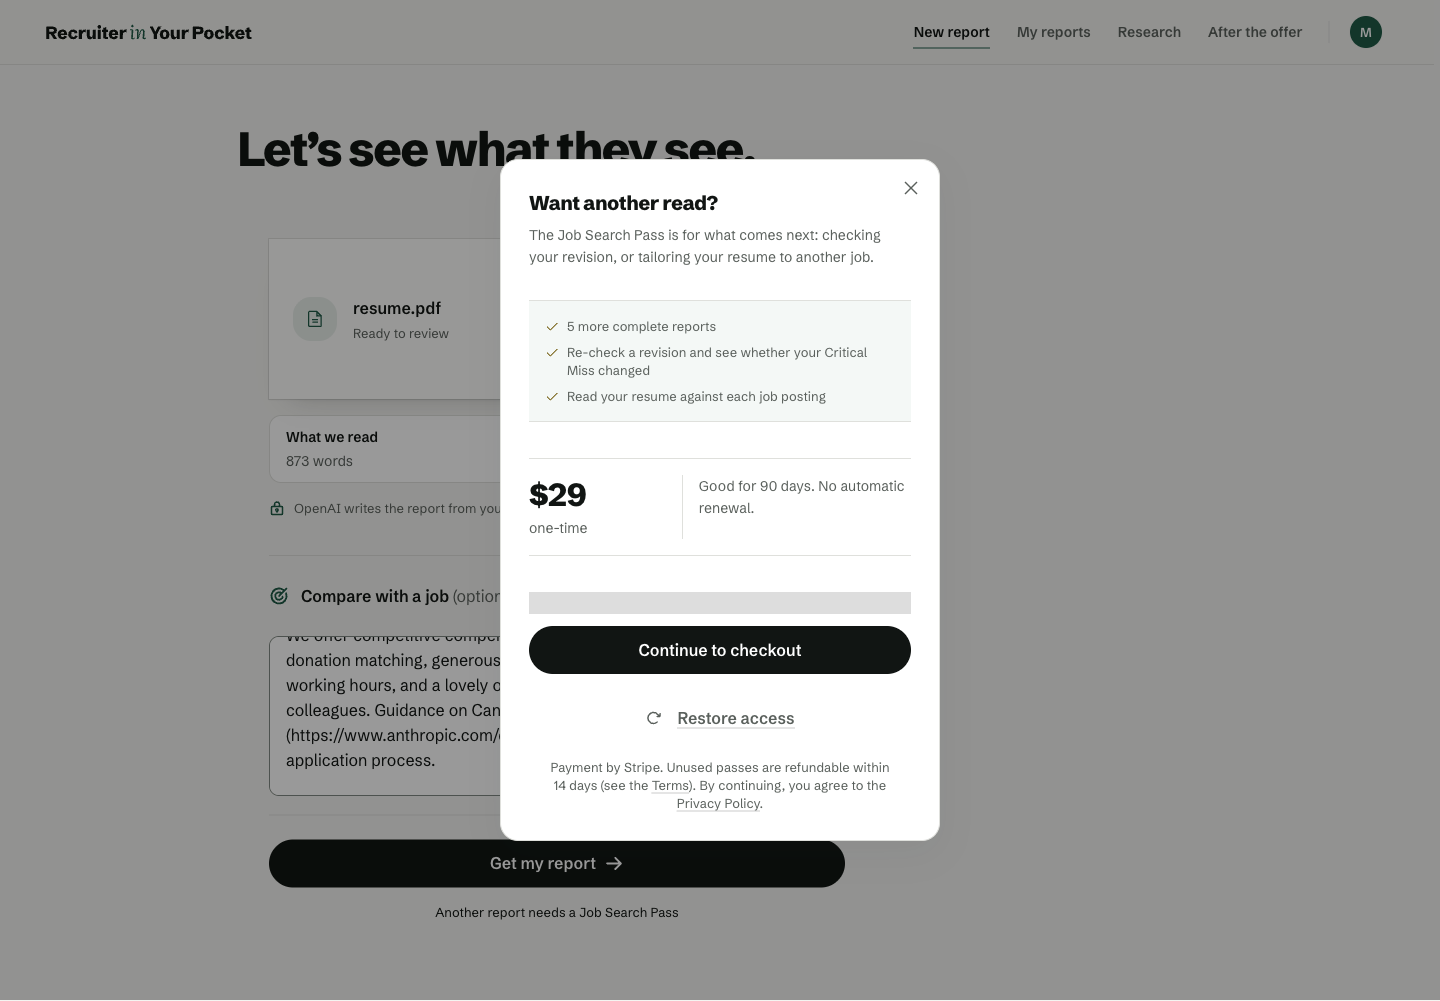 Recruiter in Your Pocket
New report
My reports
Research
After the offer
M
Let's see what they see.
resume.pdf
Ready to review
What we read
873 words
OpenAI writes the report from
Compare with a job
We offer competitive
donation matching, generous
working hours, and a lovely
colleagues. Guidance on
(https://www.anthropic.com/
application process.
Get my report
Another report needs a Job Search Pass
Want another read?
The Job Search Pass is for what comes next: checking
your revision, or tailoring your resume to another job.
5 more complete reports
Re-check a revision and see whether your Critical
Miss changed
Read your resume against each job posting
$29
one-time
Good for 90 days. No automatic
renewal.
Continue to checkout
Restore access
Payment by Stripe. Unused passes are refundable within
14 days (see the Terms). By continuing, you agree to the
Privacy Policy.